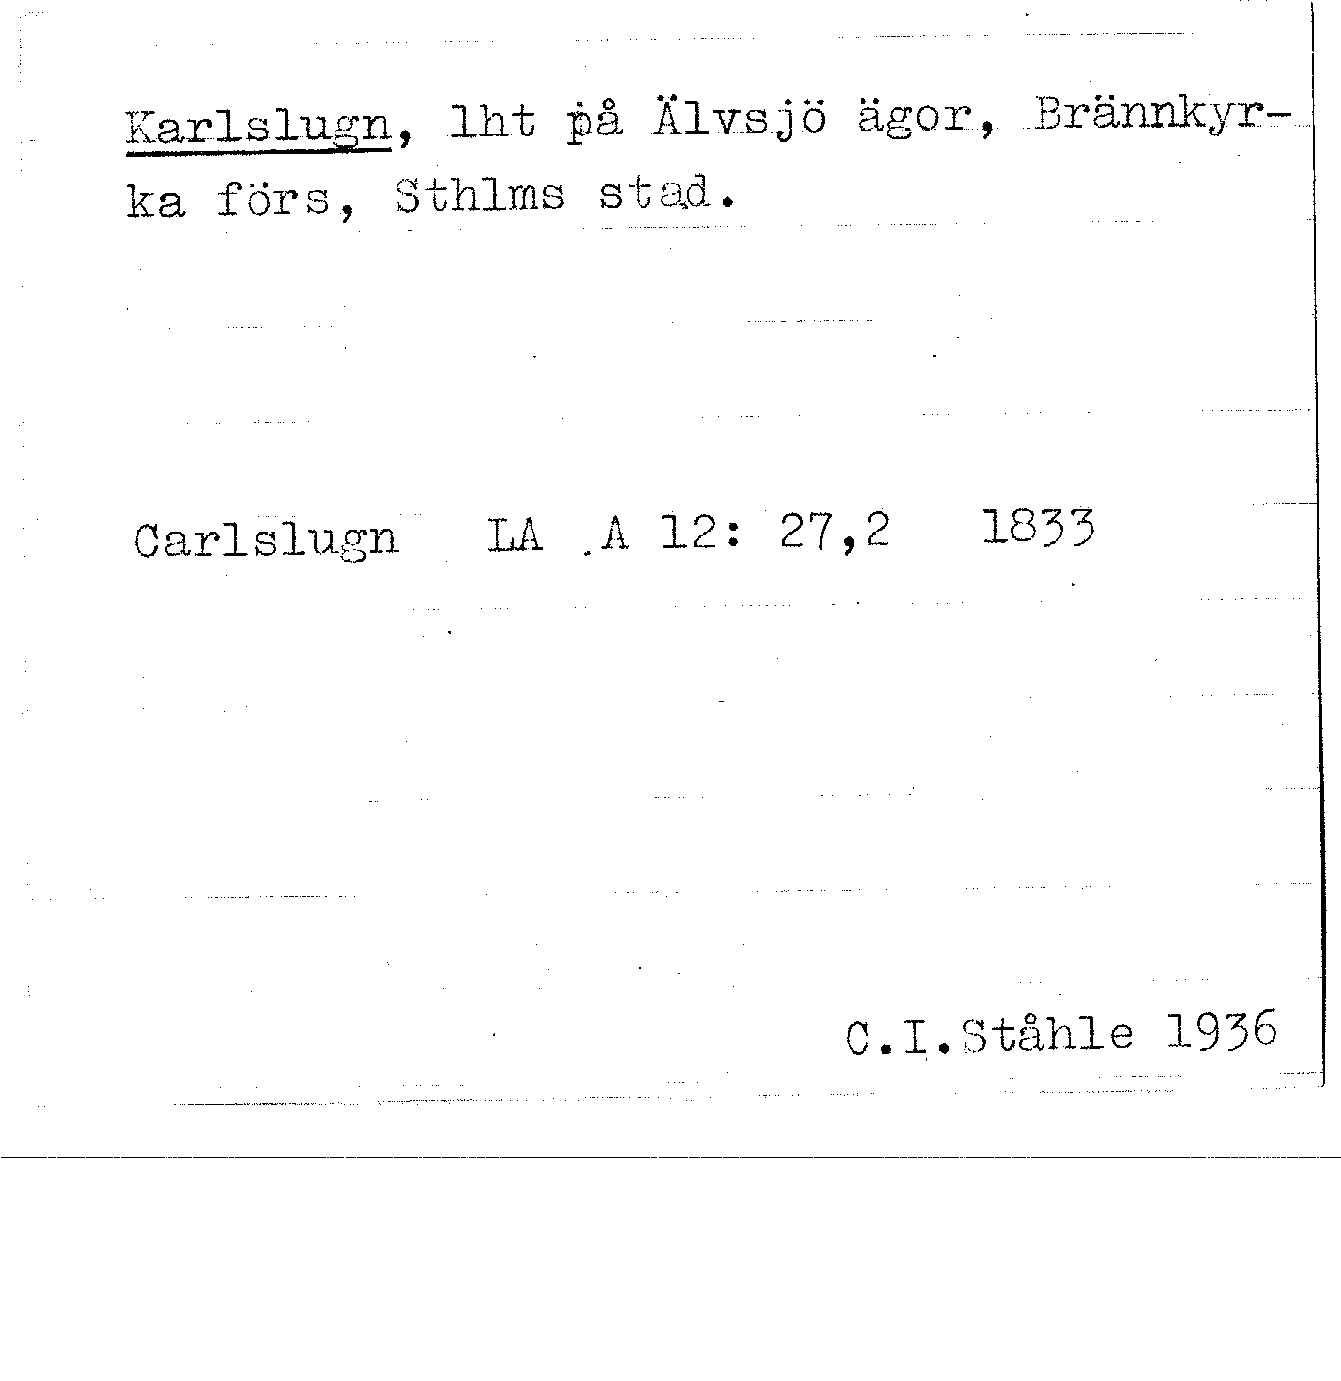 Karlslugn, lht på Älvsjö ägor, Brännkyr-
ka förs, Sthlms stad.
Carlslugn LA A 12: 27,2 1833
C.I.Ståhle 1936